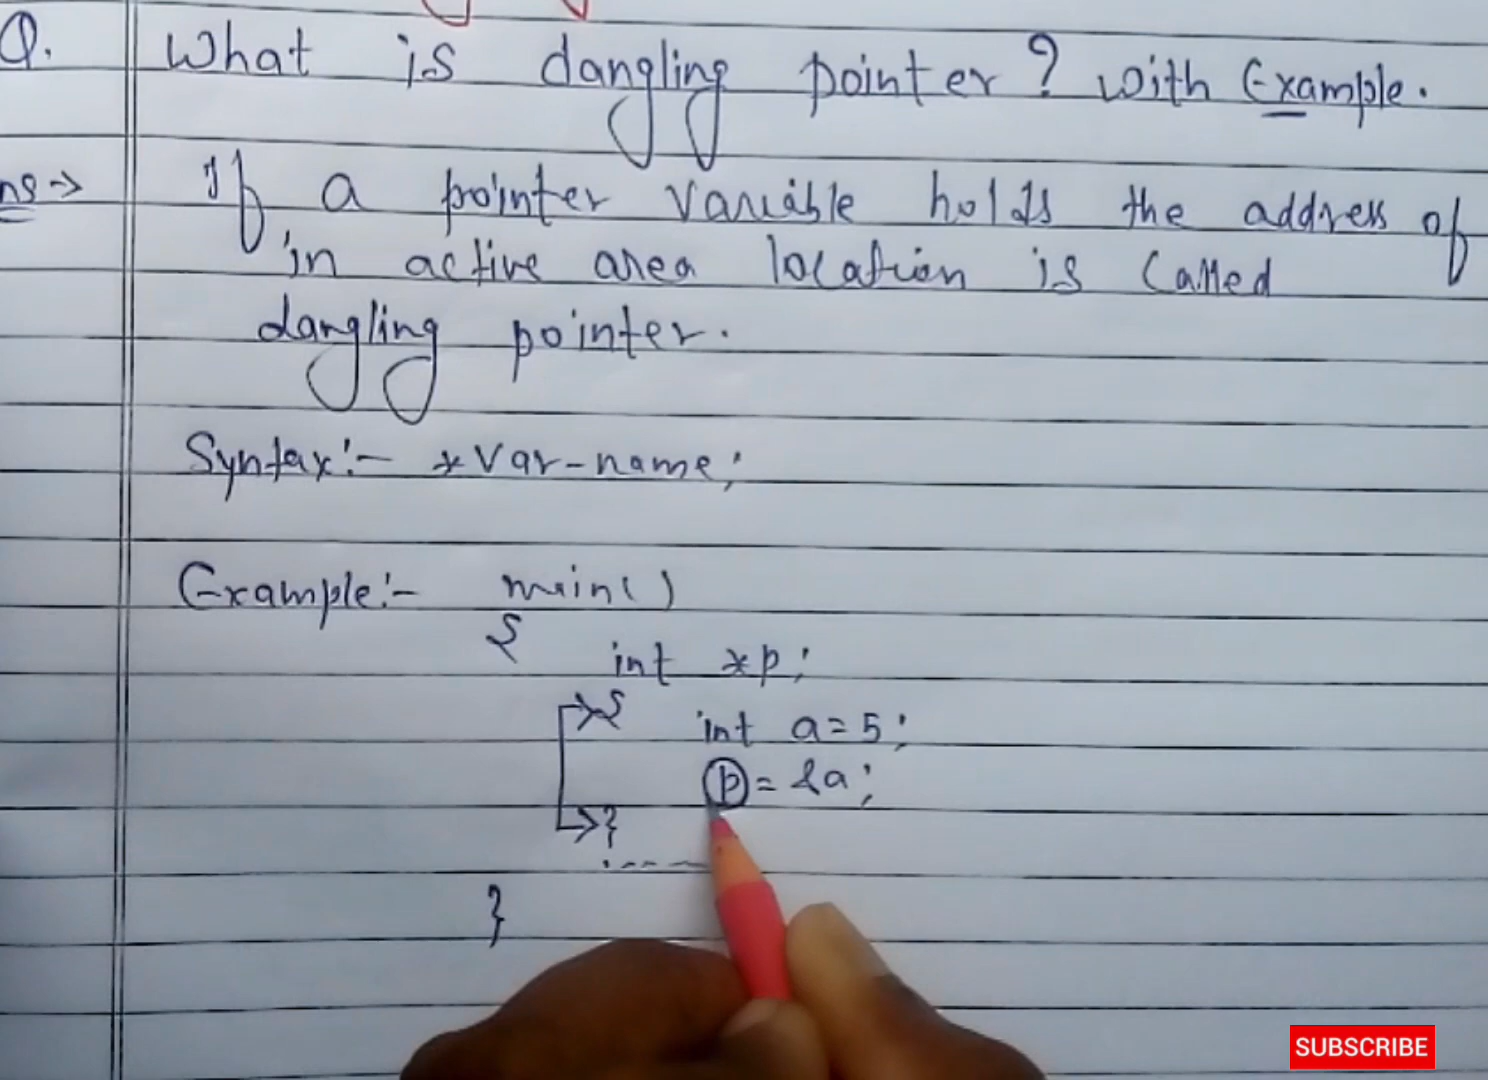 Q. What is dangling pointer? with Example.
ns-> If a pointer variable holds the address of
in active area location is called
dangling pointer.
Syntax:- *var-name;
Example:- main()
{
int *p;
{ int a=5;
p=&a;
}
.----
}
SUBSCRIBE